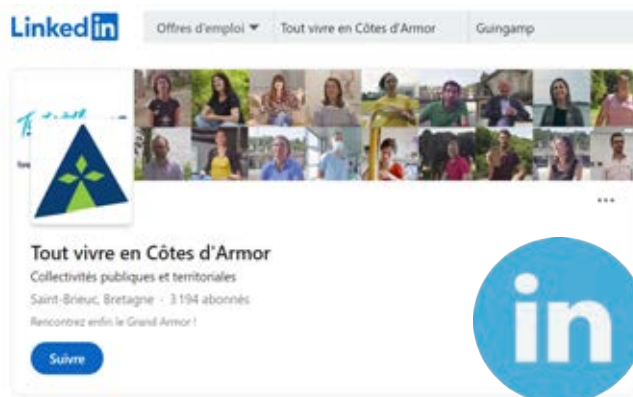 Linked in
Offres d'emploi Tout vivre en Côtes d'Armor Guingamp
Tout vivre en Côtes d'Armor
Collectivités publiques et territoriales
Saint-Brieuc, Bretagne · 3 194 abonnés
Rencontrez enfin le Grand Armor !
Suivre
in